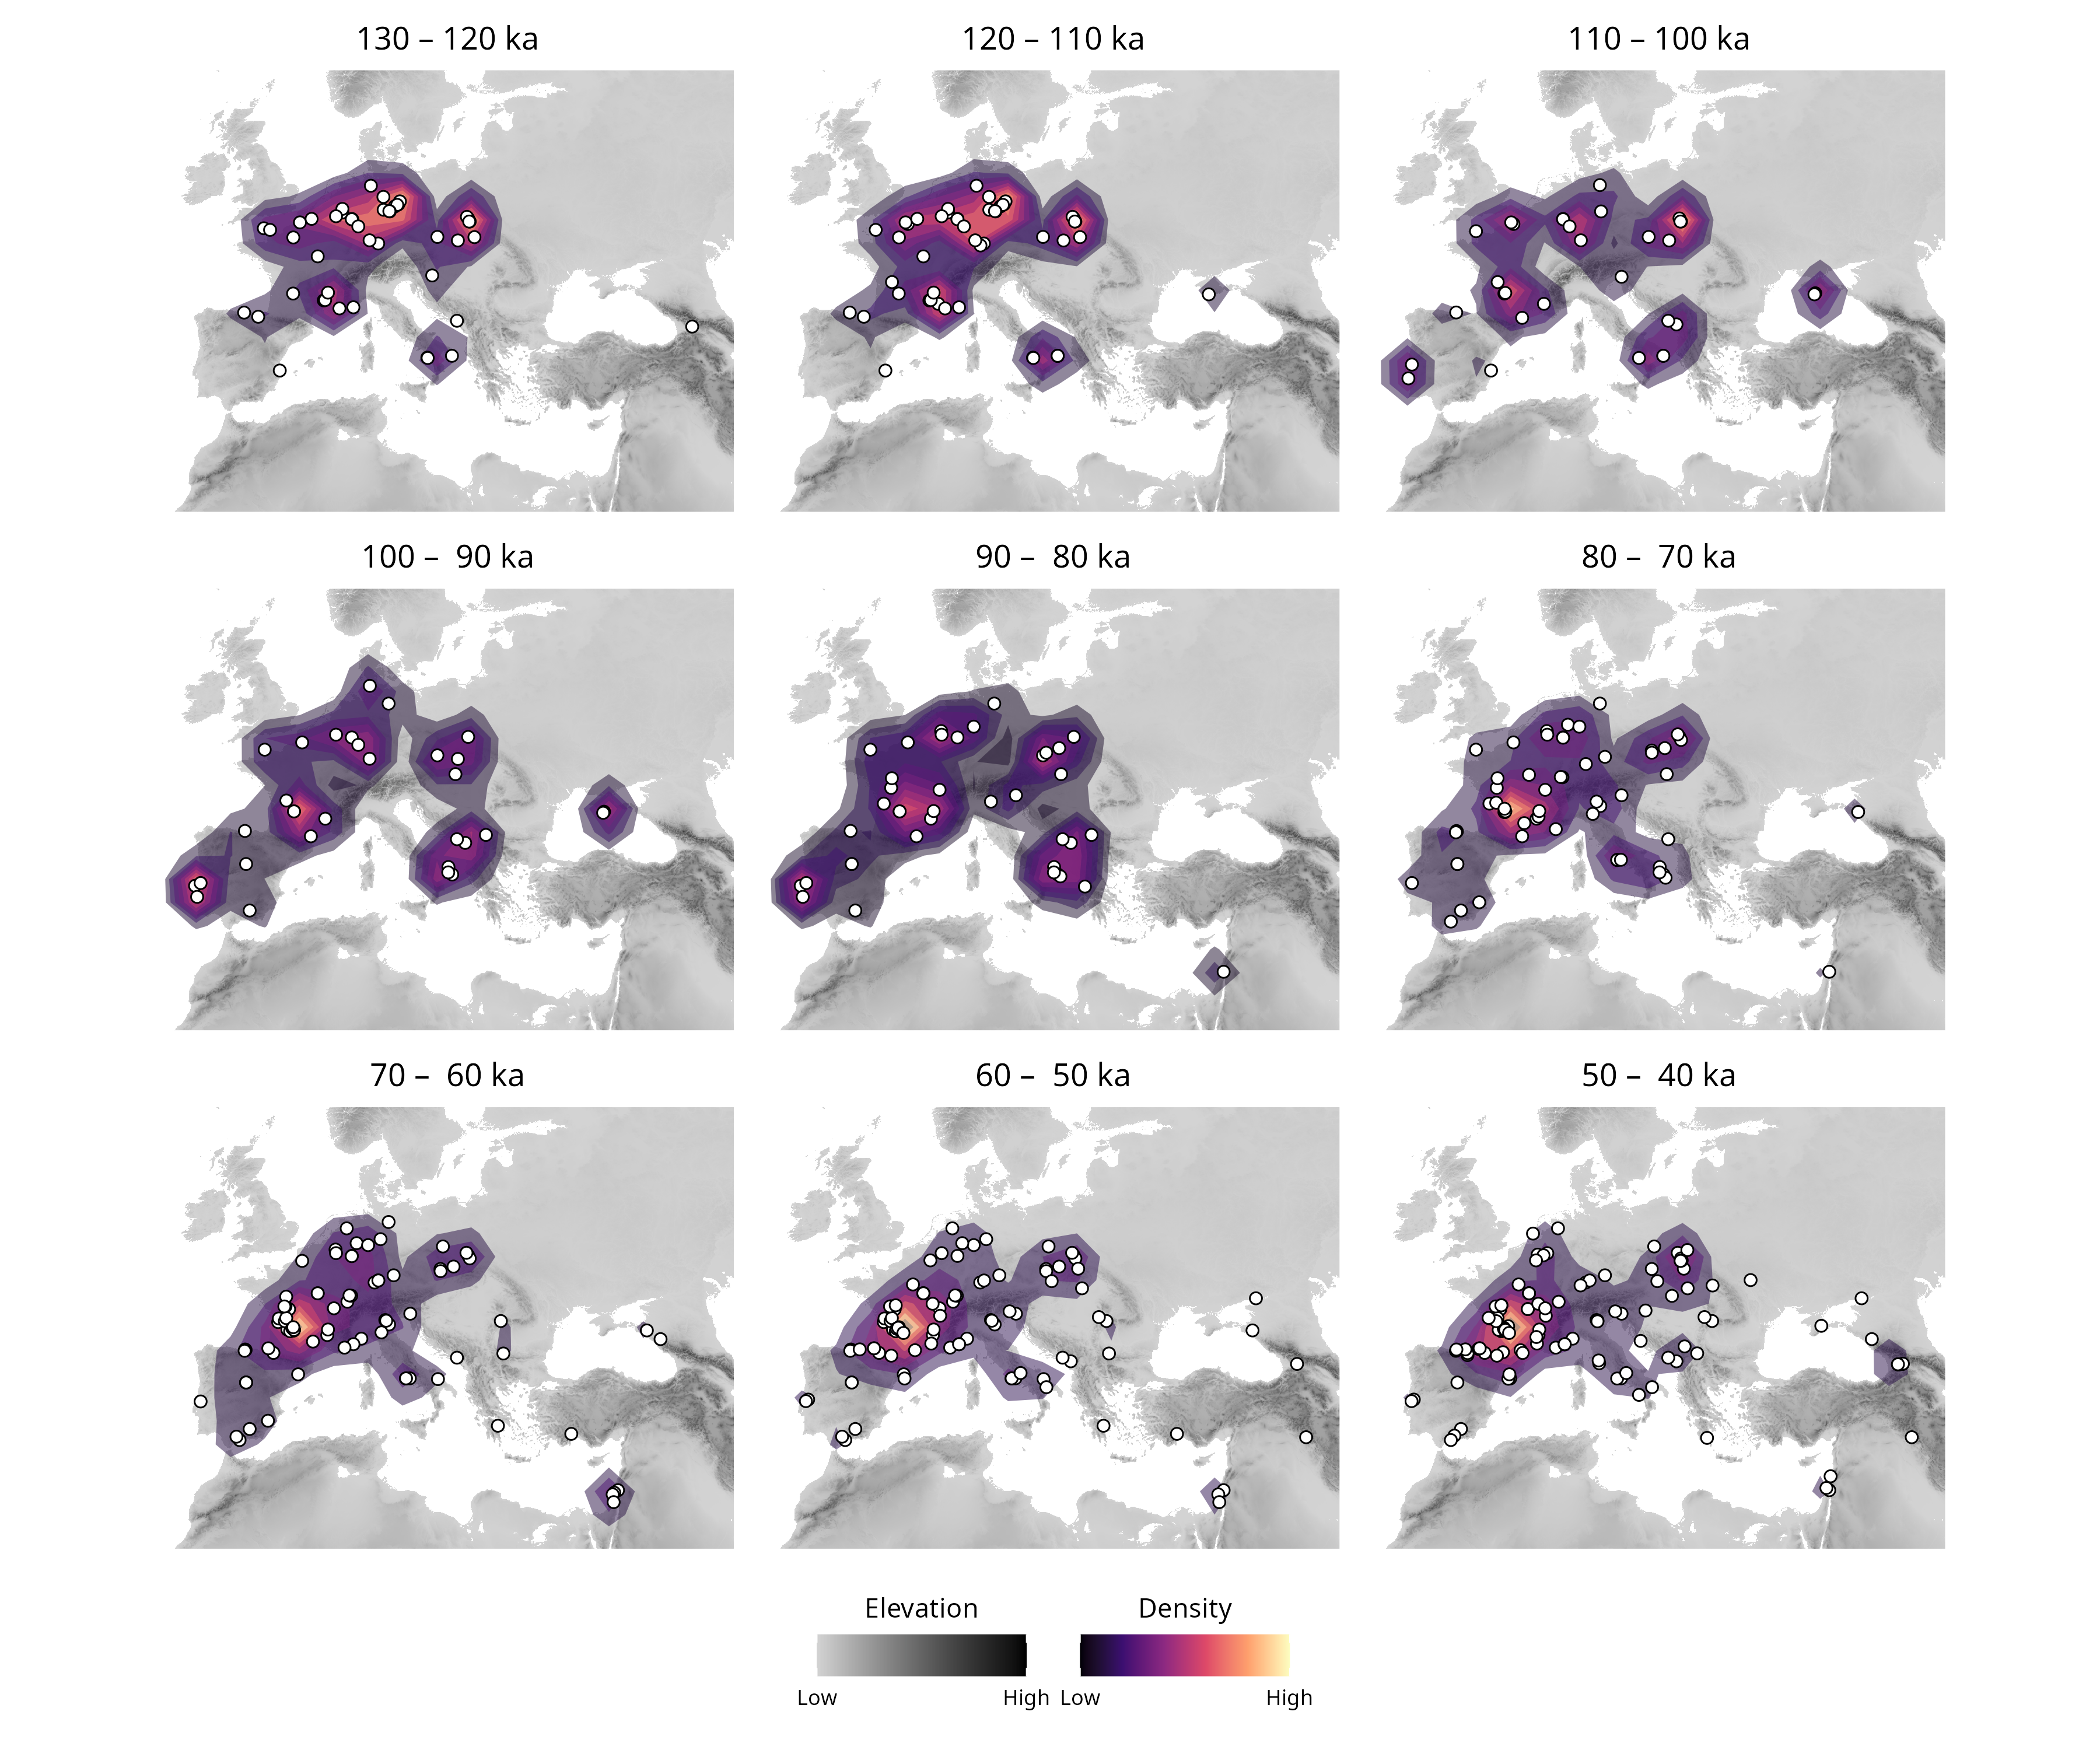 130 – 120 ka
120 – 110 ka
110 – 100 ka
100 –  90 ka
90 –  80 ka
80 –  70 ka
70 –  60 ka
60 –  50 ka
50 –  40 ka
Elevation
Density
Low
High
Low
High